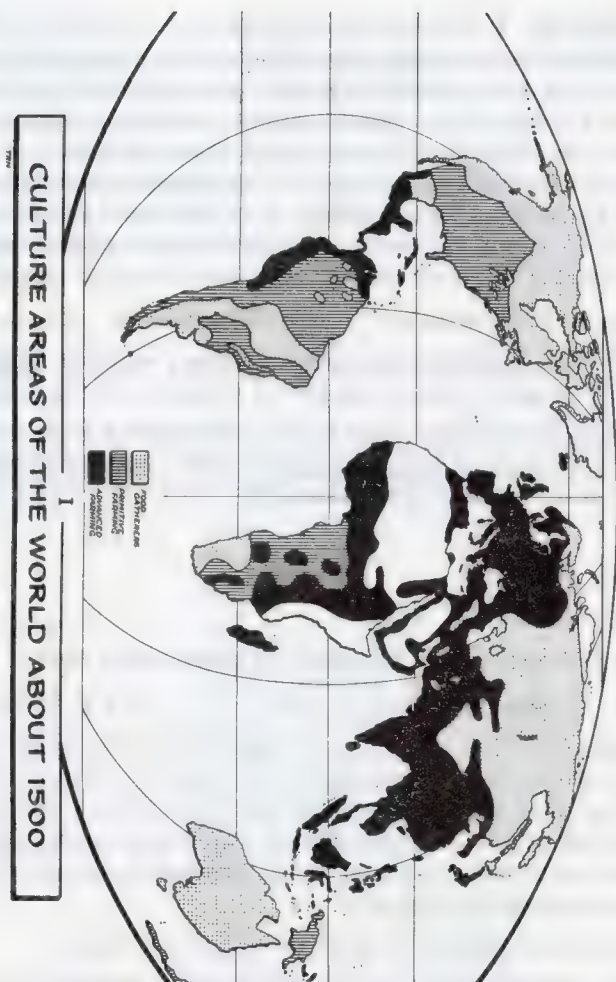 FOOD
GATHERERS
PRIMITIVE
FARMING
ADVANCED
FARMING
I
CULTURE AREAS OF THE WORLD ABOUT 1500